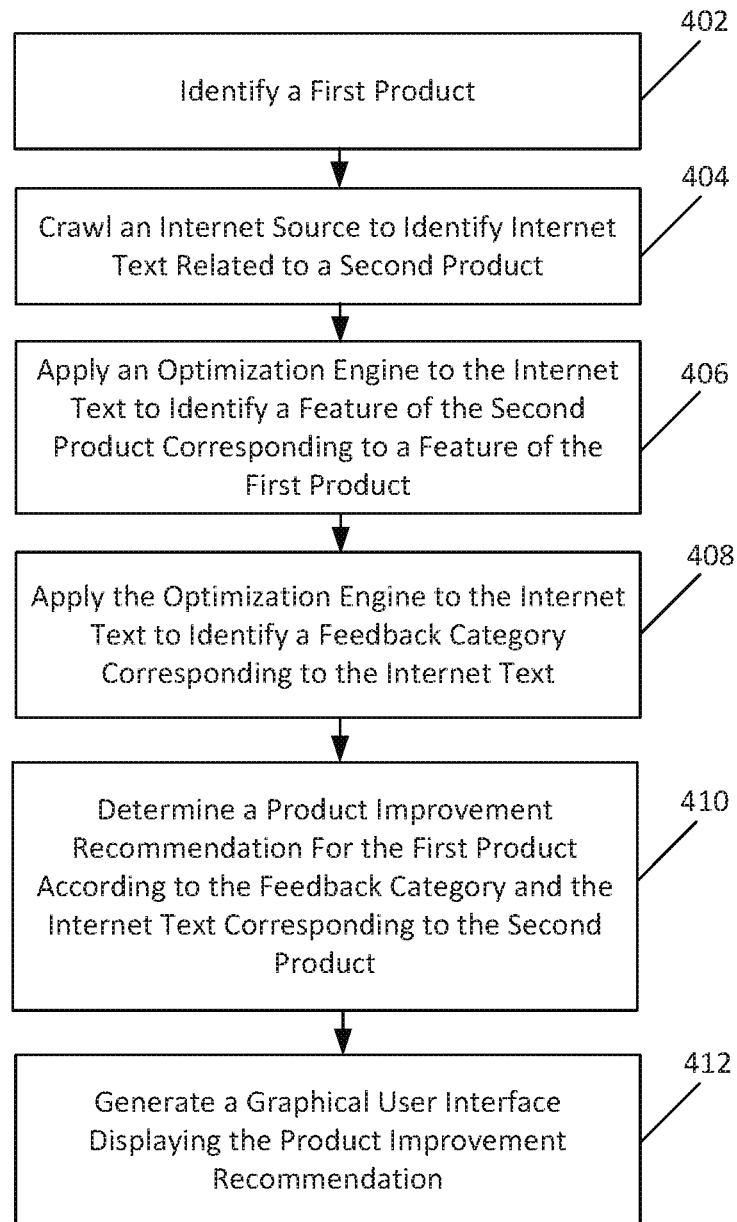 402
Identify a First Product
404
Crawl an Internet Source to Identify Internet
Text Related to a Second Product
406
Apply an Optimization Engine to the Internet
Text to Identify a Feature of the Second
Product Corresponding to a Feature of the
First Product
408
Apply the Optimization Engine to the Internet
Text to Identify a Feedback Category
Corresponding to the Internet Text
410
Determine a Product Improvement
Recommendation For the First Product
According to the Feedback Category and the
Internet Text Corresponding to the Second
Product
412
Generate a Graphical User Interface
Displaying the Product Improvement
Recommendation